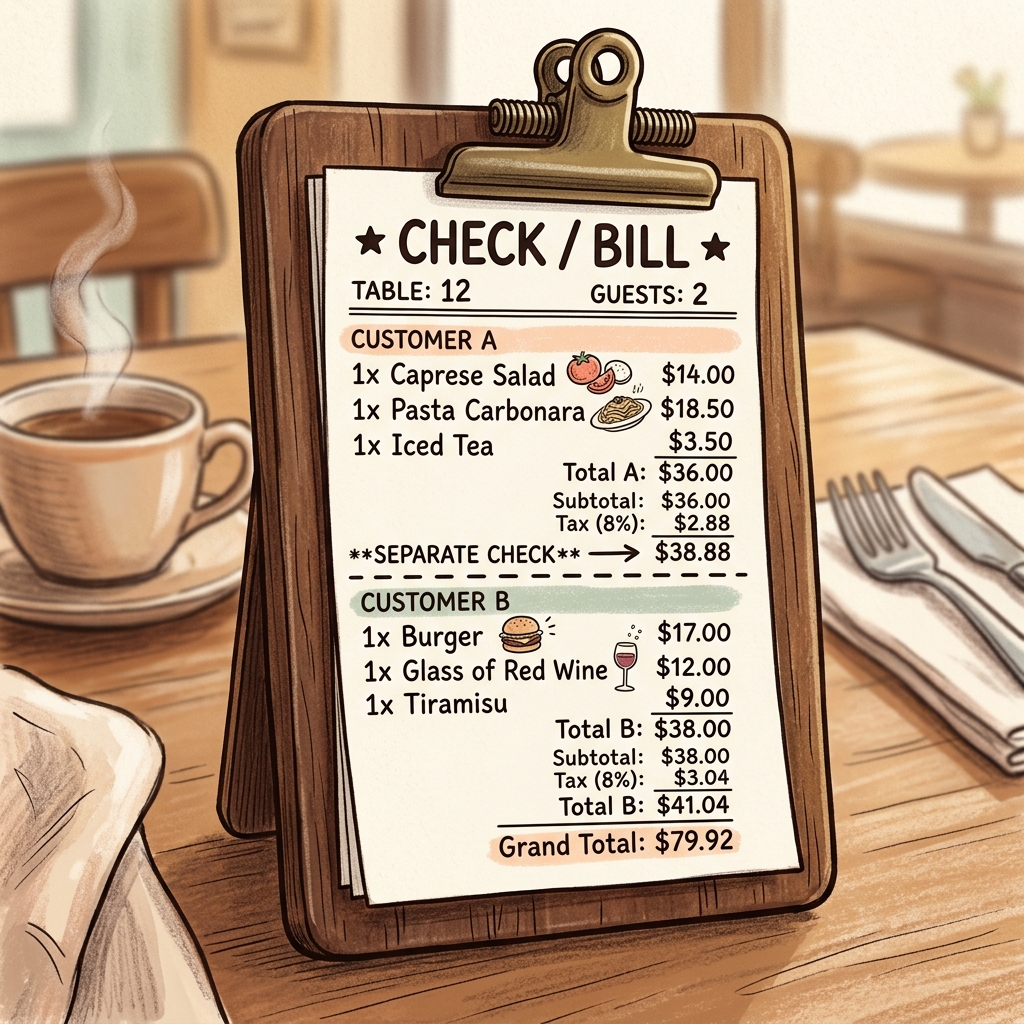 ★ CHECK / BILL ★
TABLE: 12 GUESTS: 2
CUSTOMER A
1x Caprese Salad $14.00
1x Pasta Carbonara $18.50
1x Iced Tea $3.50
Total A: $36.00
Subtotal: $36.00
Tax (8%): $2.88
**SEPARATE CHECK** → $38.88
CUSTOMER B
1x Burger $17.00
1x Glass of Red Wine $12.00
1x Tiramisu $9.00
Total B: $38.00
Subtotal: $38.00
Tax (8%): $3.04
Total B: $41.04
Grand Total: $79.92